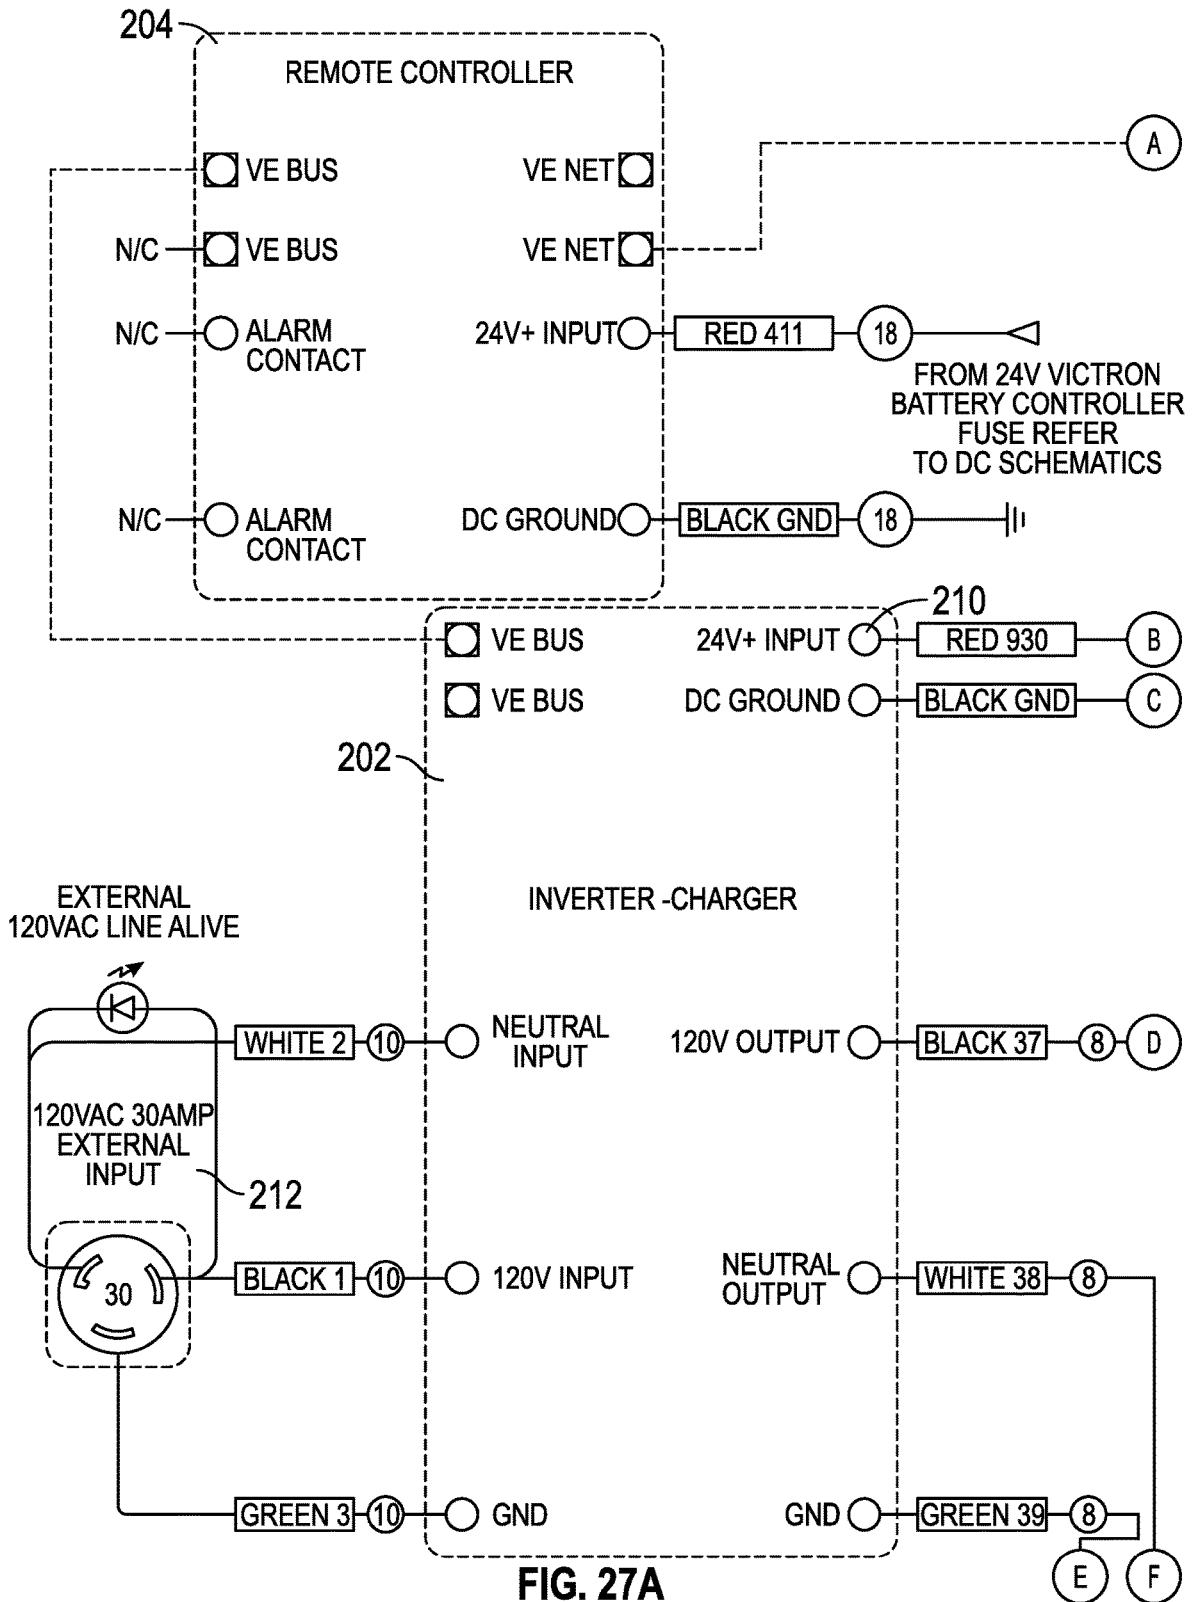 204
REMOTE CONTROLLER
A
VE BUS
VE NET
N/C
VE BUS
VE NET
N/C
ALARM
CONTACT
24V+ INPUT
RED 411
18
FROM 24V VICTRON
BATTERY CONTROLLER
FUSE REFER
TO DC SCHEMATICS
N/C
ALARM
CONTACT
DC GROUND
BLACK GND
18
210
VE BUS
24V+ INPUT
RED 930
B
VE BUS
DC GROUND
BLACK GND
C
202
EXTERNAL
120VAC LINE ALIVE
INVERTER -CHARGER
WHITE 2
10
NEUTRAL
INPUT
120V OUTPUT
BLACK 37
8
D
120VAC 30AMP
EXTERNAL
INPUT
212
30
BLACK 1
10
120V INPUT
NEUTRAL
OUTPUT
WHITE 38
8
GREEN 3
10
GND
GND
GREEN 39
8
E
F
FIG. 27A